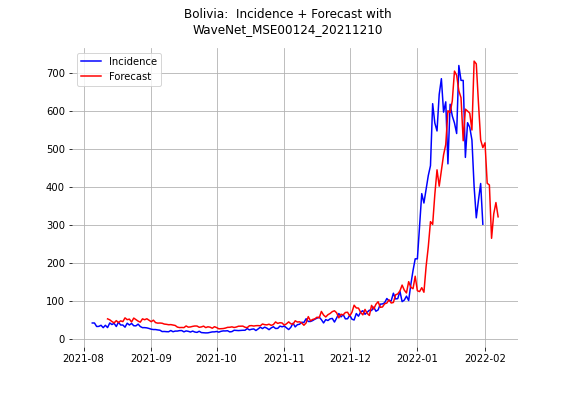 Bolivia:  Incidence + Forecast with
WaveNet_MSE00124_20211210
Incidence
Forecast
700
600
500
400
300
200
100
0
2021-08 2021-09 2021-10 2021-11 2021-12 2022-01 2022-02